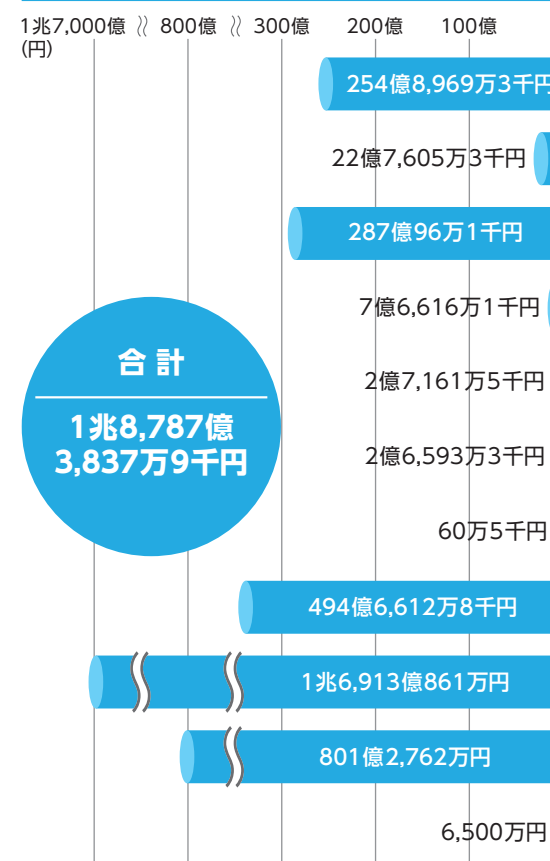 1兆7,000億 800億 300億 200億 100億
(円)
254億8,969万3千円
22億7,605万3千円
287億96万1千円
7億6,616万1千円
合計
1兆8,787億
3,837万9千円
2億7,161万5千円
2億6,593万3千円
60万5千円
494億6,612万8千円
1兆6,913億861万円
801億2,762万円
6,500万円